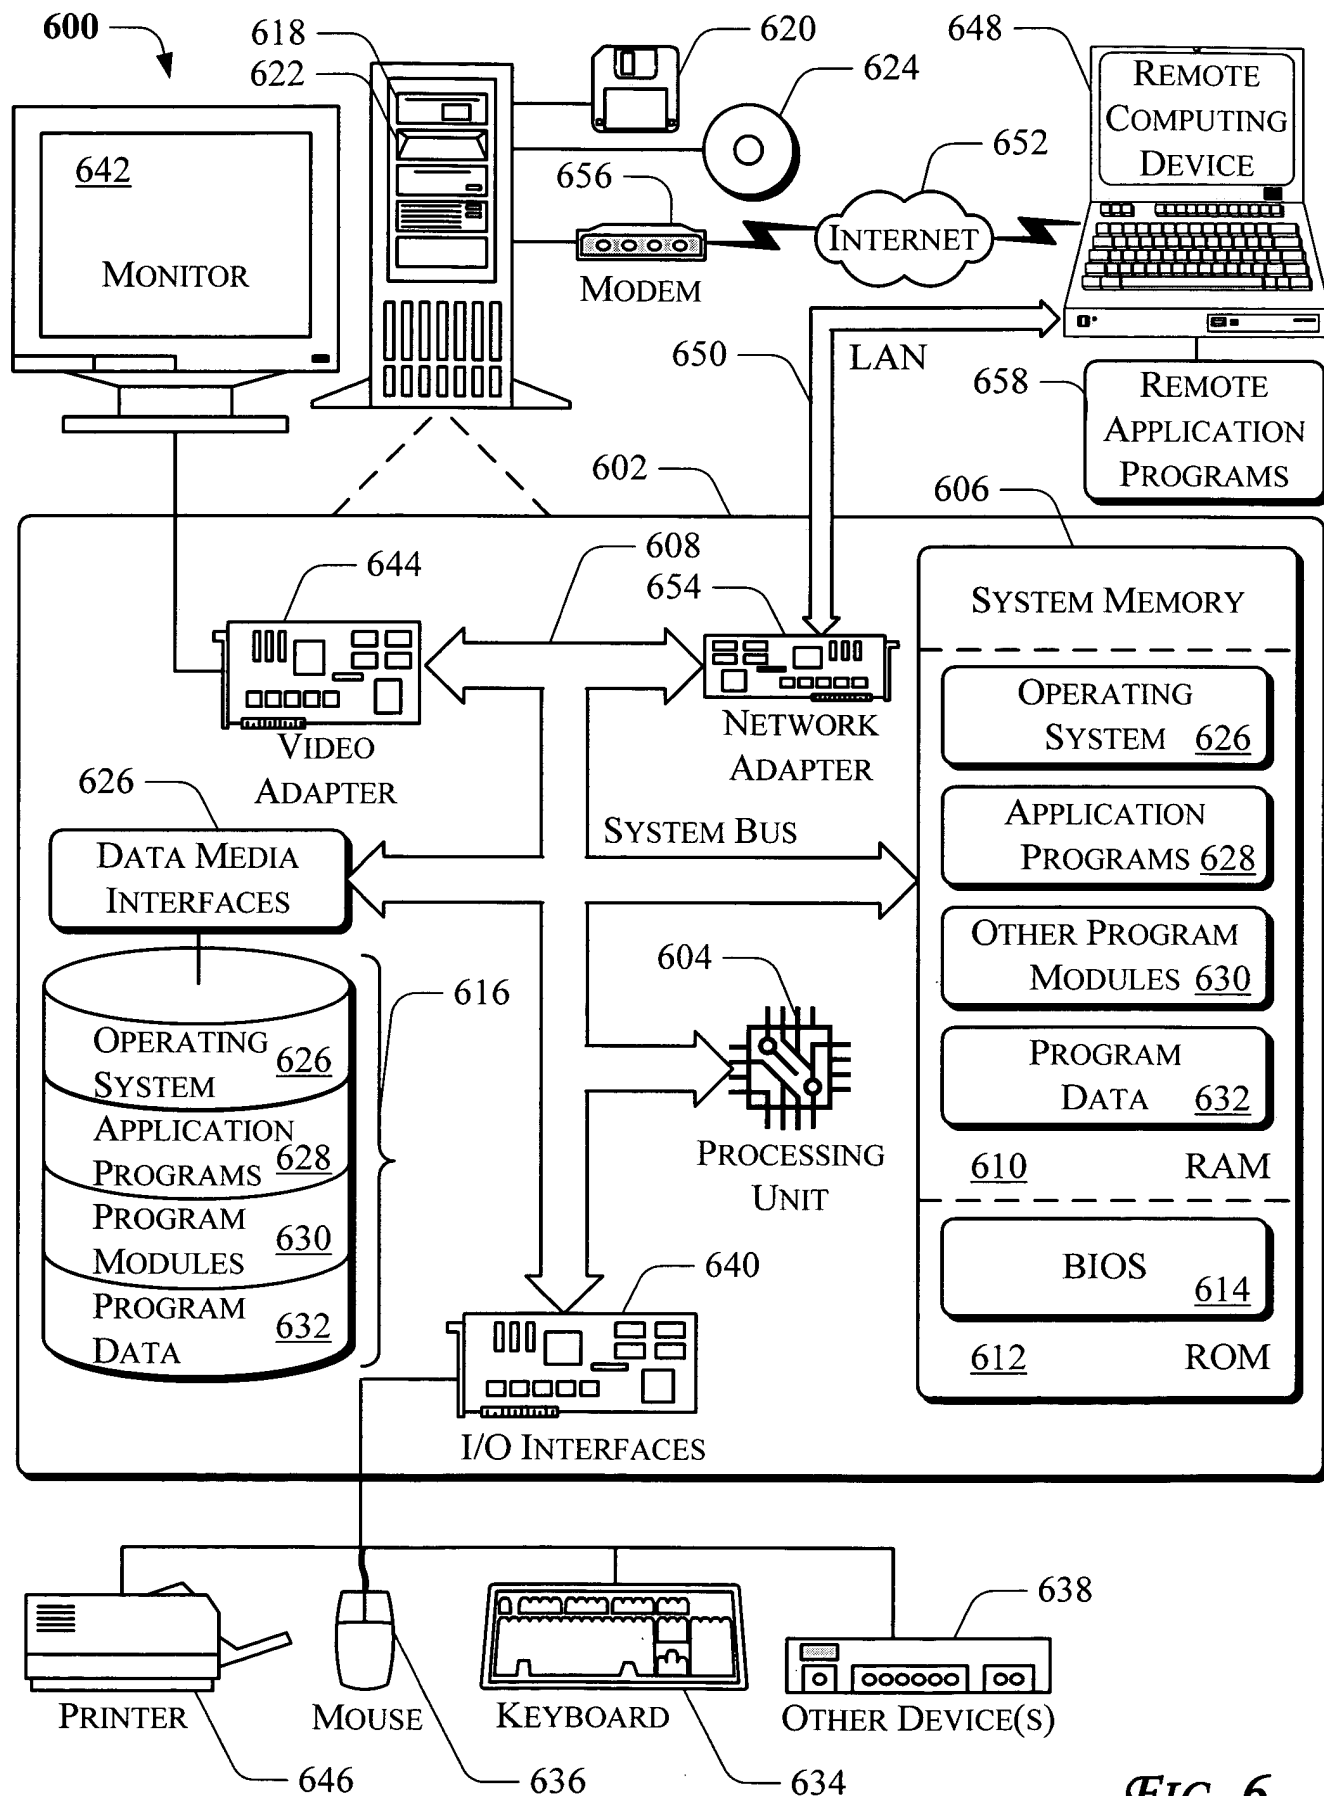 600
618
622
620
624
648
REMOTE
COMPUTING
DEVICE
642
MONITOR
656
MODEM
652
INTERNET
650
LAN
658
REMOTE
APPLICATION
PROGRAMS
602
606
644
608
654
VIDEO
ADAPTER
NETWORK
ADAPTER
SYSTEM MEMORY
OPERATING
SYSTEM 626
APPLICATION
PROGRAMS 628
OTHER PROGRAM
MODULES 630
PROGRAM
DATA 632
610 RAM
BIOS
614
612 ROM
626
DATA MEDIA
INTERFACES
SYSTEM BUS
616
OPERATING
SYSTEM 626
APPLICATION
PROGRAMS 628
PROGRAM
MODULES 630
PROGRAM
DATA 632
604
PROCESSING
UNIT
640
I/O INTERFACES
638
PRINTER
MOUSE
KEYBOARD
OTHER DEVICE(S)
646
636
634
FIG. 6